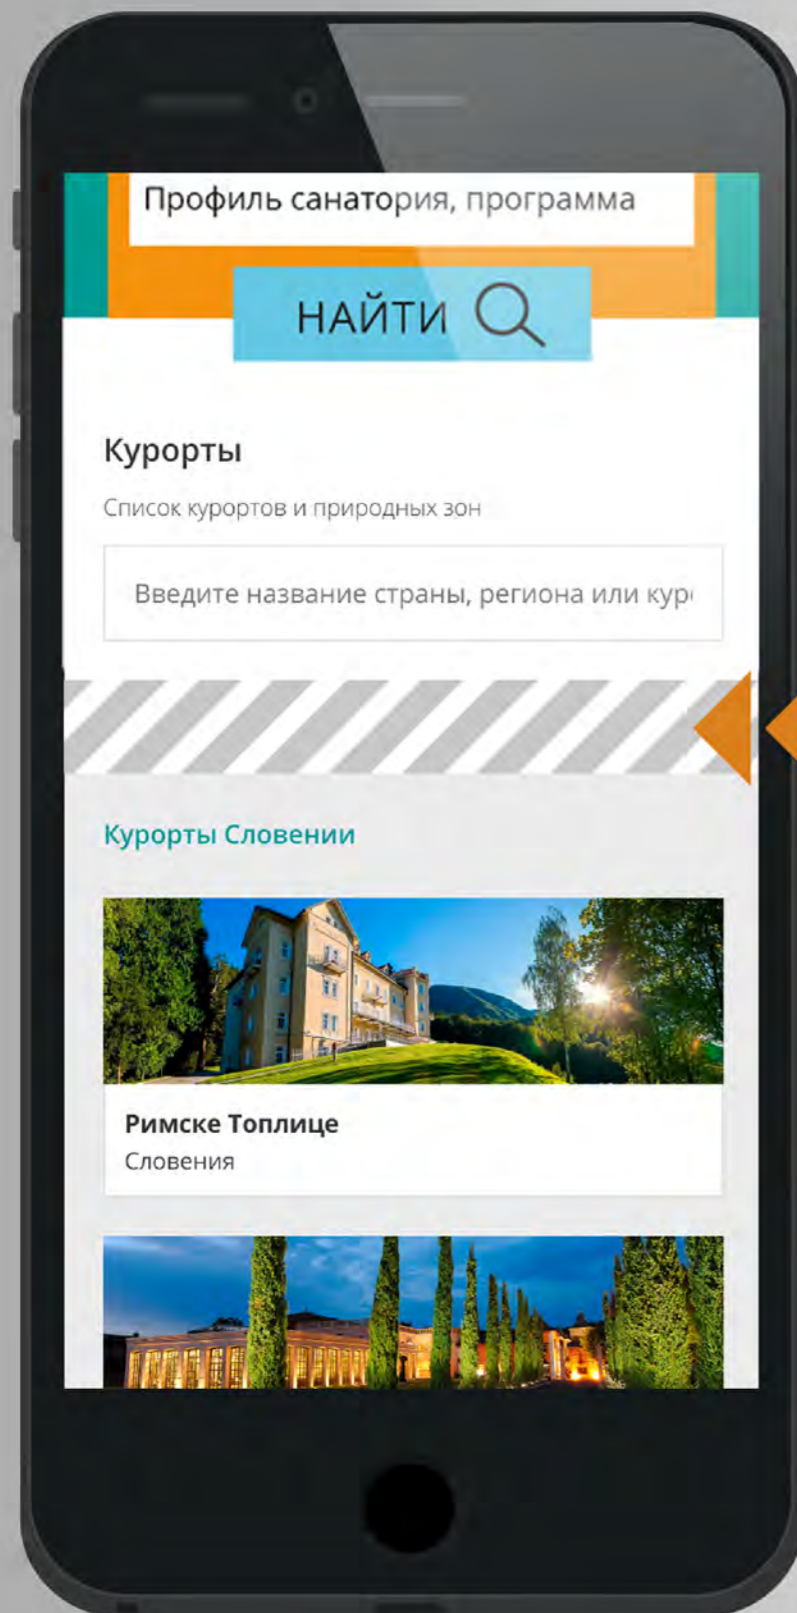 Профиль санатория, программа
НАЙТИ
Курорты
Список курортов и природных зон
Введите название страны, региона или кур
Курорты Словении
Римске Топлице
Словения